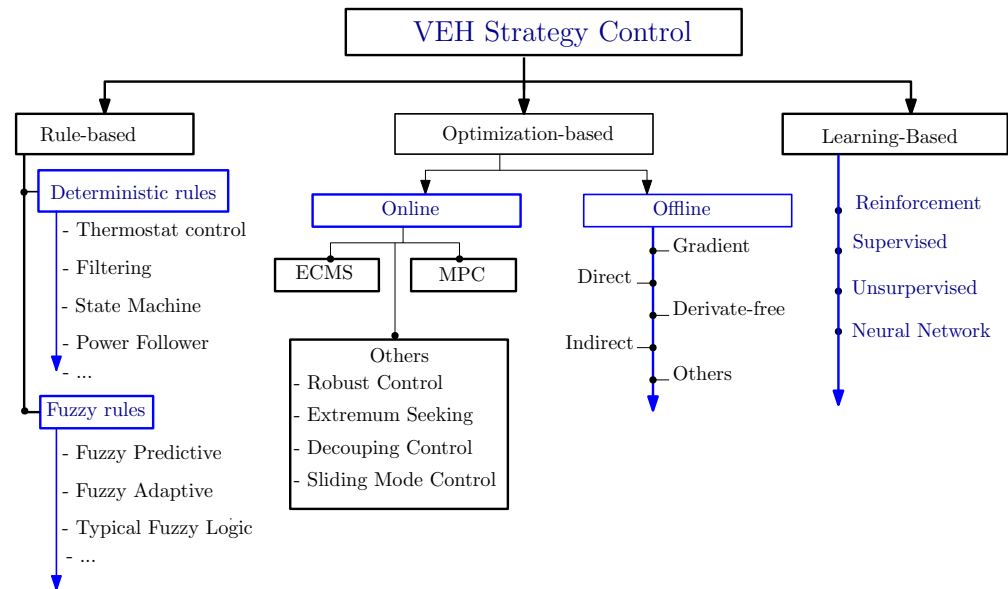 VEH Strategy Control
Rule-based
Optimization-based
Learning-Based
Deterministic rules
- Thermostat control
- Filtering
- State Machine
- Power Follower
- ...
Fuzzy rules
- Fuzzy Predictive
- Fuzzy Adaptive
- Typical Fuzzy Logic
- ...
Online
ECMS
MPC
Others
- Robust Control
- Extremum Seeking
- Decouping Control
- Sliding Mode Control
Offline
Gradient
Direct
Derivate-free
Indirect
Others
Reinforcement
Supervised
Unsurpervised
Neural Network